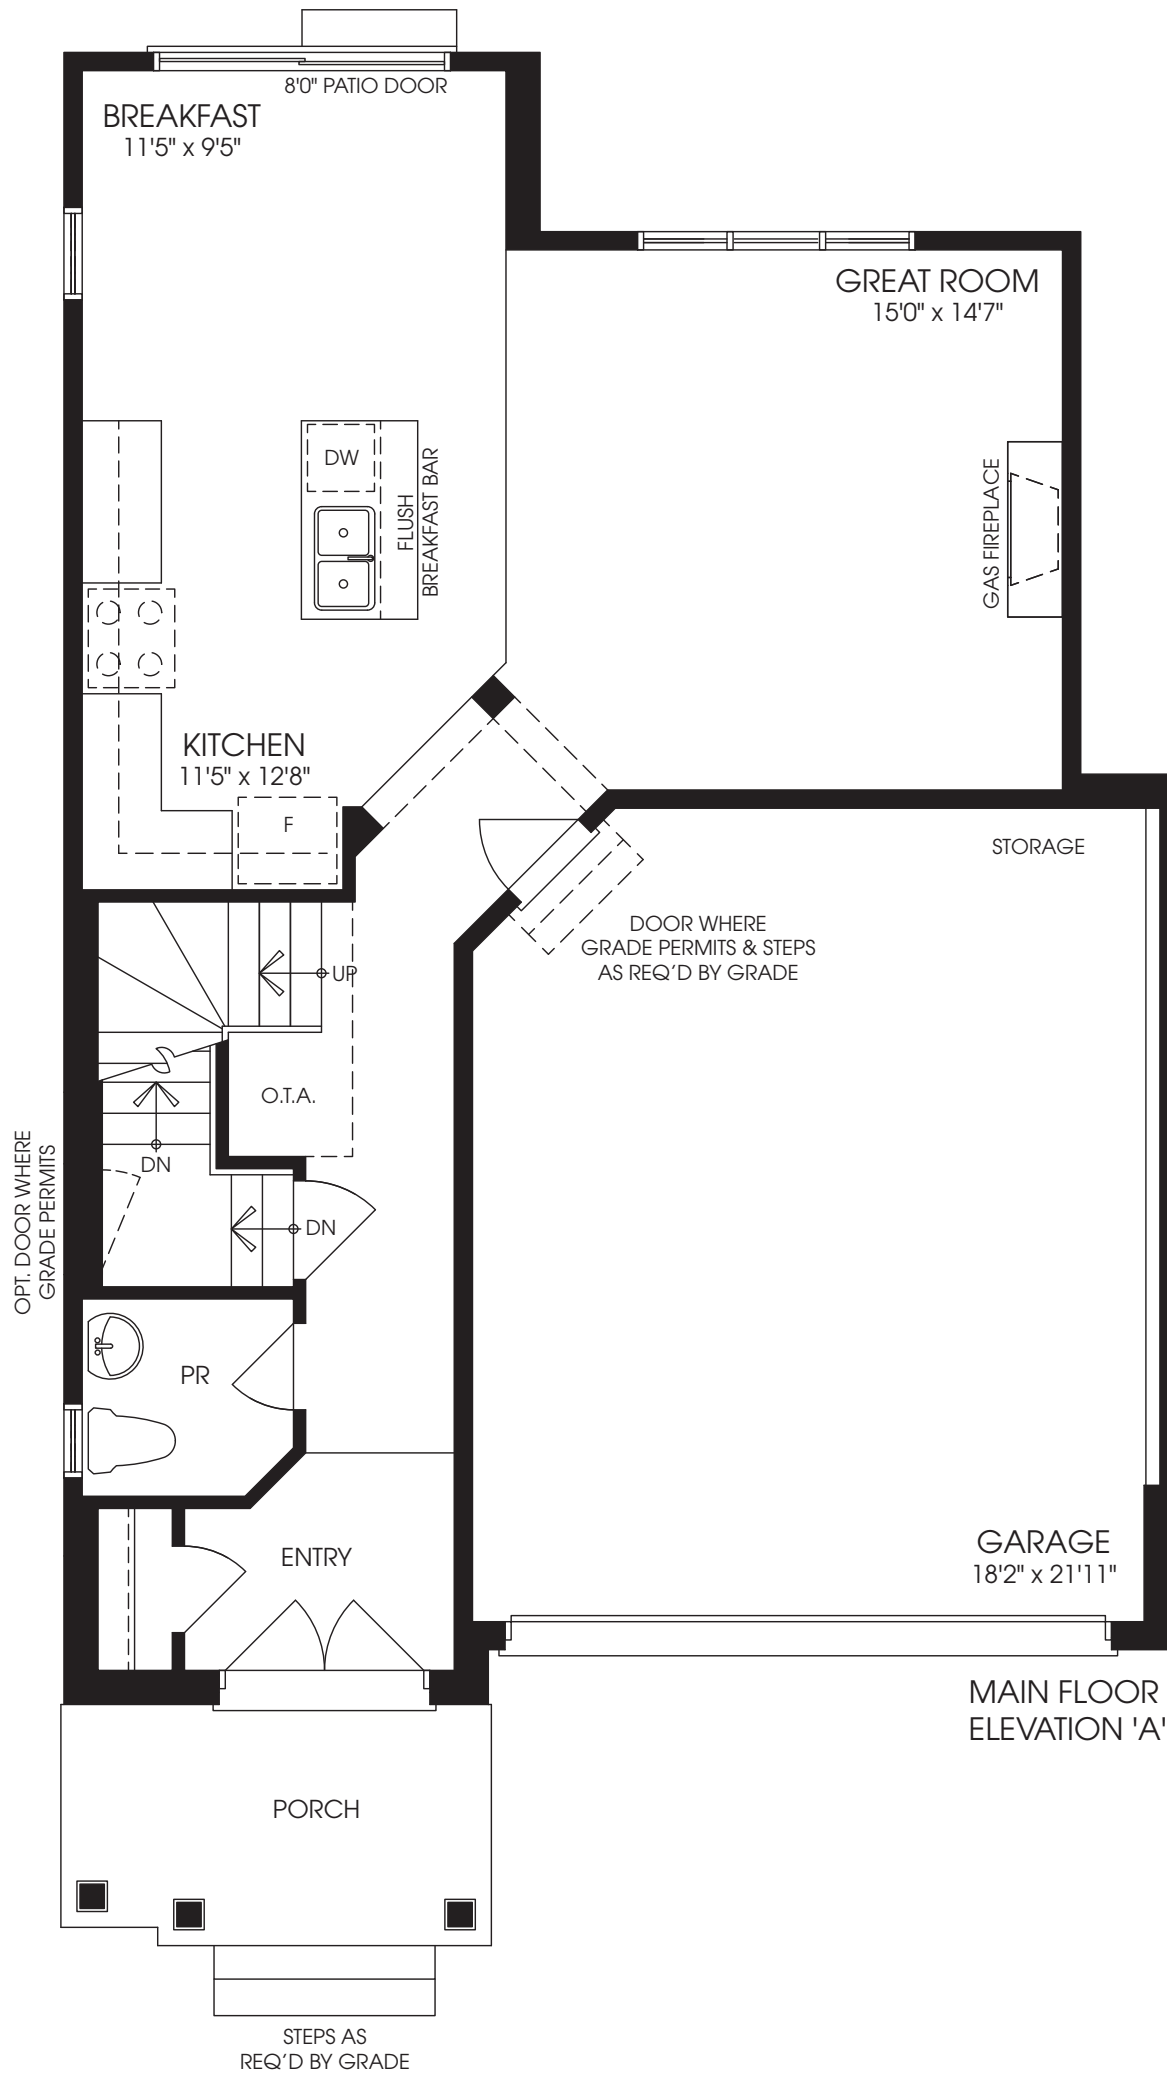 8'0" PATIO DOOR
BREAKFAST
11'5" x 9'5"
GREAT ROOM
15'0" x 14'7"
DW
FLUSH
BREAKFAST BAR
GAS FIREPLACE
KITCHEN
11'5" x 12'8"
F
STORAGE
DOOR WHERE
GRADE PERMITS & STEPS
AS REQ'D BY GRADE
UP
O.T.A.
DN
OPT. DOOR WHERE
GRADE PERMITS
DN
PR
ENTRY
GARAGE
18'2" x 21'11"
MAIN FLOOR
ELEVATION 'A'
PORCH
STEPS AS
REQ'D BY GRADE